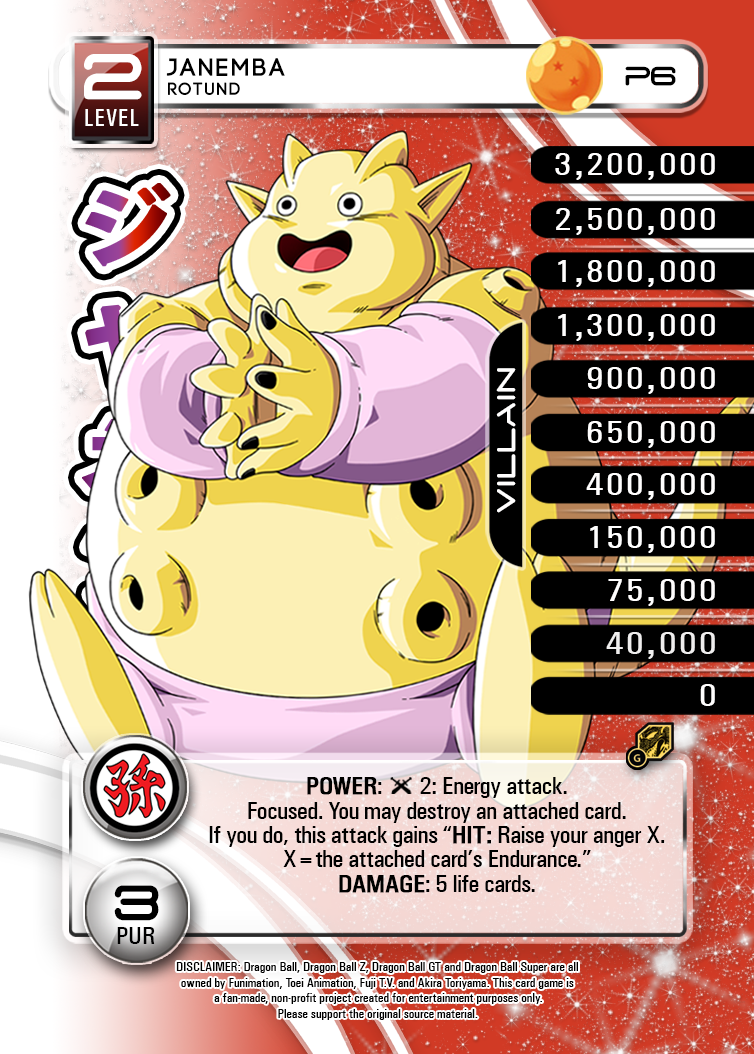 2
LEVEL
JANEMBA
ROTUND
P6
ジ
3,200,000
2,500,000
1,800,000
1,300,000
900,000
650,000
400,000
150,000
75,000
40,000
0
VILLAIN
G
孫
3
PUR
POWER: 2: Energy attack.
Focused. You may destroy an attached card.
If you do, this attack gains “HIT: Raise your anger X.
X = the attached card's Endurance.”
DAMAGE: 5 life cards.
DISCLAIMER: Dragon Ball, Dragon Ball Z, Dragon Ball GT and Dragon Ball Super are all
owned by Funimation, Toei Animation, Fuji T.V. and Akira Toriyama. This card game is
a fan-made, non-profit project created for entertainment purposes only.
Please support the original source material.